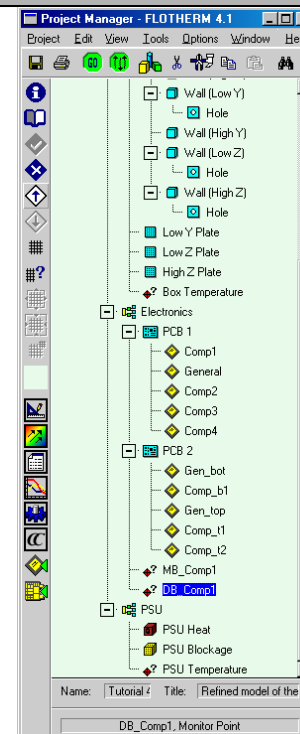 Project Manager - FLOTHERM 4.1
Project Edit View Tools Options Window He
GO
Wall (Low Y)
Hole
Wall (High Y)
Wall (Low Z)
Hole
Wall (High Z)
Hole
Low Y Plate
Low Z Plate
High Z Plate
Box Temperature
Electronics
PCB 1
Comp1
General
Comp2
Comp3
Comp4
PCB 2
Gen_bot
Comp_b1
Gen_top
Comp_t1
Comp_t2
MB_Comp1
DB_Comp1
PSU
PSU Heat
PSU Blockage
PSU Temperature
Name: Tutorial 4 Title: Refined model of the
DB_Comp1, Monitor Point